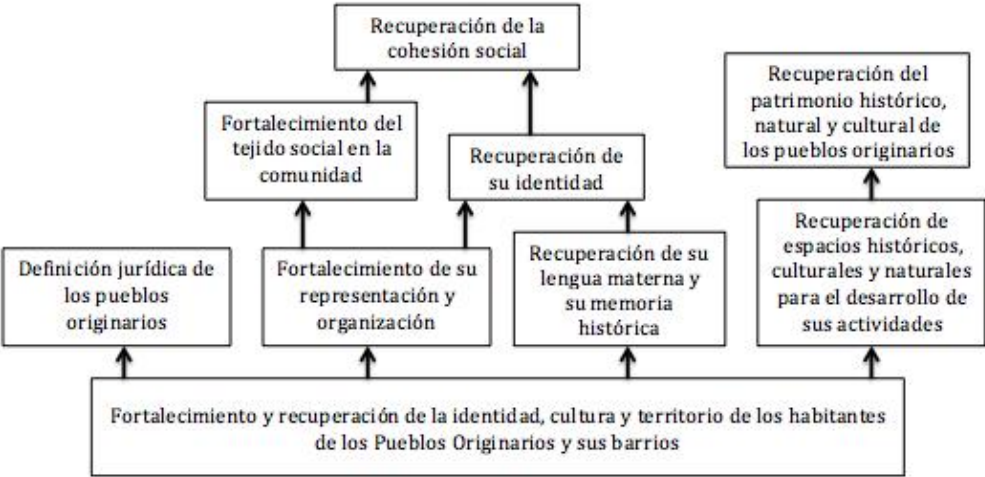 Recuperación de la
cohesión social
Recuperación del
patrimonio histórico,
natural y cultural de
los pueblos originarios
Fortalecimiento del
tejido social en la
comunidad
Recuperación de
su identidad
Definición jurídica de
los pueblos
originarios
Fortalecimiento de su
representación y
organización
Recuperación de su
lengua materna y
su memoria
histórica
Recuperación de
espacios históricos,
culturales y naturales
para el desarrollo de
sus actividades
Fortalecimiento y recuperación de la identidad, cultura y territorio de los habitantes
de los Pueblos Originarios y sus barrios